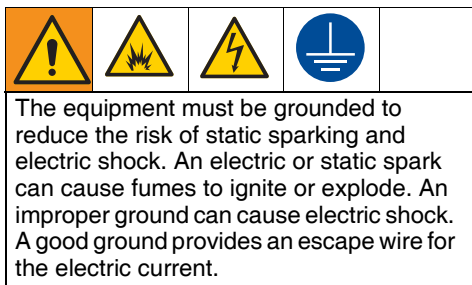 The equipment must be grounded to
reduce the risk of static sparking and
electric shock. An electric or static spark
can cause fumes to ignite or explode. An
improper ground can cause electric shock.
A good ground provides an escape wire for
the electric current.